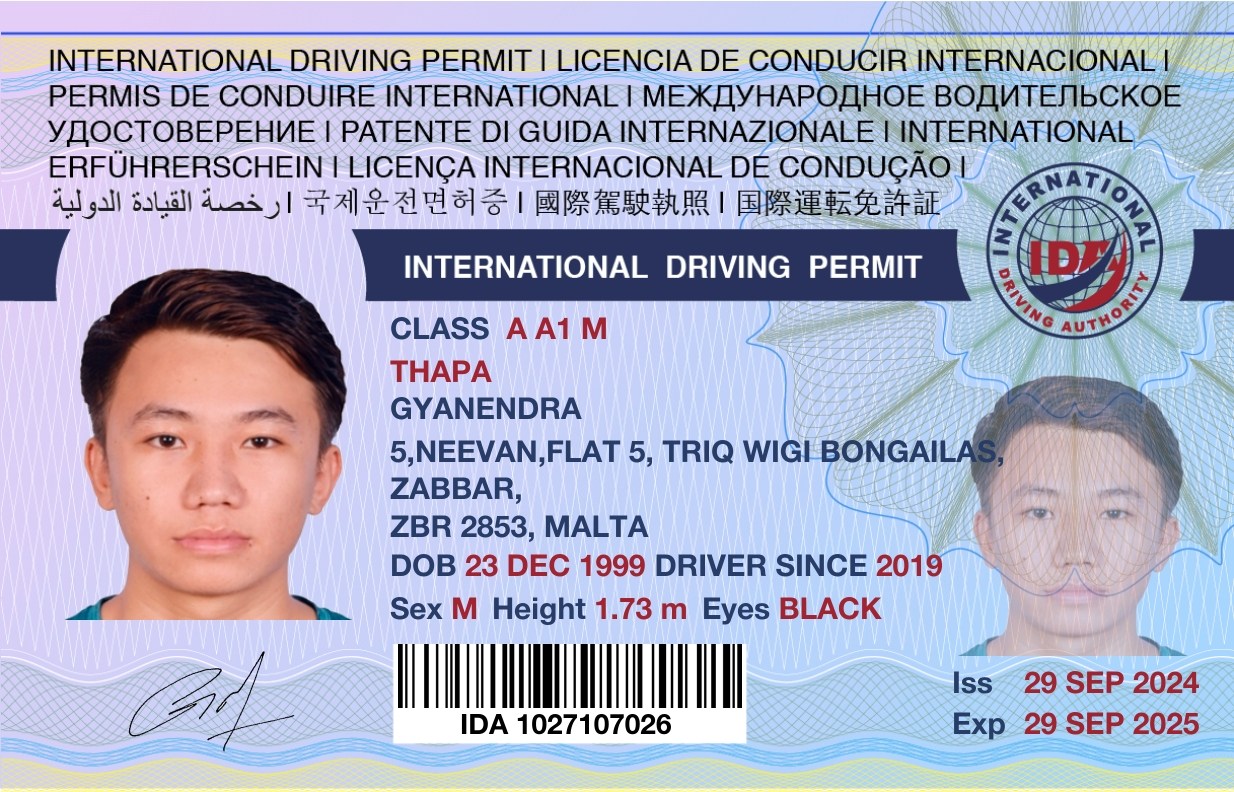 INTERNATIONAL DRIVING PERMIT I LICENCIA DE CONDUCIR INTERNACIONAL I
PERMIS DE CONDUIRE INTERNATIONAL I МЕЖДУНАРОДНОЕ ВОДИТЕЛЬСКОЕ
УДОСТОВЕРЕНИЕ I PATENTE DI GUIDA INTERNAZIONALE I INTERNATIONAL
ERFÜHRERSCHEIN I LICENÇA INTERNACIONAL DE CONDUÇÃO I
رخصة القيادة الدولية I 국제운전면허증 I 國際駕駛執照 I 国際運転免許証
INTERNATIONAL
IDA
DRIVING AUTHORITY
INTERNATIONAL DRIVING PERMIT
CLASS A A1 M
THAPA
GYANENDRA
5,NEEVAN,FLAT 5, TRIQ WIGI BONGAILAS,
ZABBAR,
ZBR 2853, MALTA
DOB 23 DEC 1999 DRIVER SINCE 2019
Sex M Height 1.73 m Eyes BLACK
IDA 1027107026
Iss 29 SEP 2024
Exp 29 SEP 2025